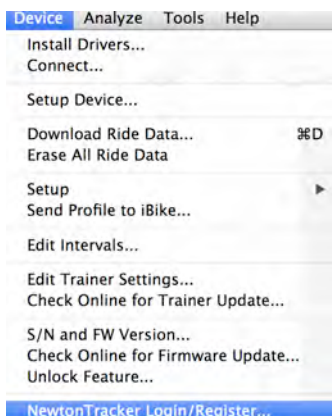 Device Analyze Tools Help
Install Drivers...
Connect...
Setup Device...
Download Ride Data... ⌘D
Erase All Ride Data
Setup ▶
Send Profile to iBike...
Edit Intervals...
Edit Trainer Settings...
Check Online for Trainer Update...
S/N and FW Version...
Check Online for Firmware Update...
Unlock Feature...
NewtonTracker Login/Register...